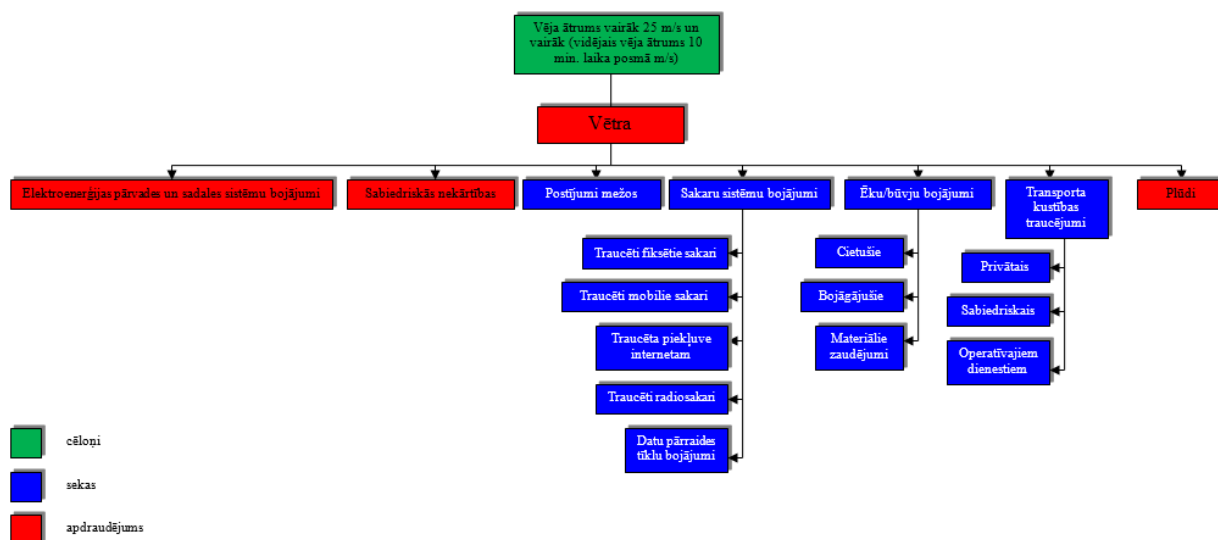 Vēja ātrums vairāk 25 m/s un
vairāk (vidējais vēja ātrums 10
min. laika posmā m/s)
Vētra
Elektroenerģijas pārvades un sadales sistēmu bojājumi
Sabiedriskās nekārtības
Postījumi mežos
Sakaru sistēmu bojājumi
Ēku/būvju bojājumi
Transporta
kustības
traucējumi
Plūdi
Traucēti fiksētie sakari
Traucēti mobilie sakari
Traucēta piekļuve
internetam
Traucēti radiosakari
Datu pārraides
tīklu bojājumi
Cietušie
Bojāgājušie
Materiālie
zaudējumi
Privātais
Sabiedriskais
Operatīvajiem
dienestiem
cēloņi
sekas
apdraudējums